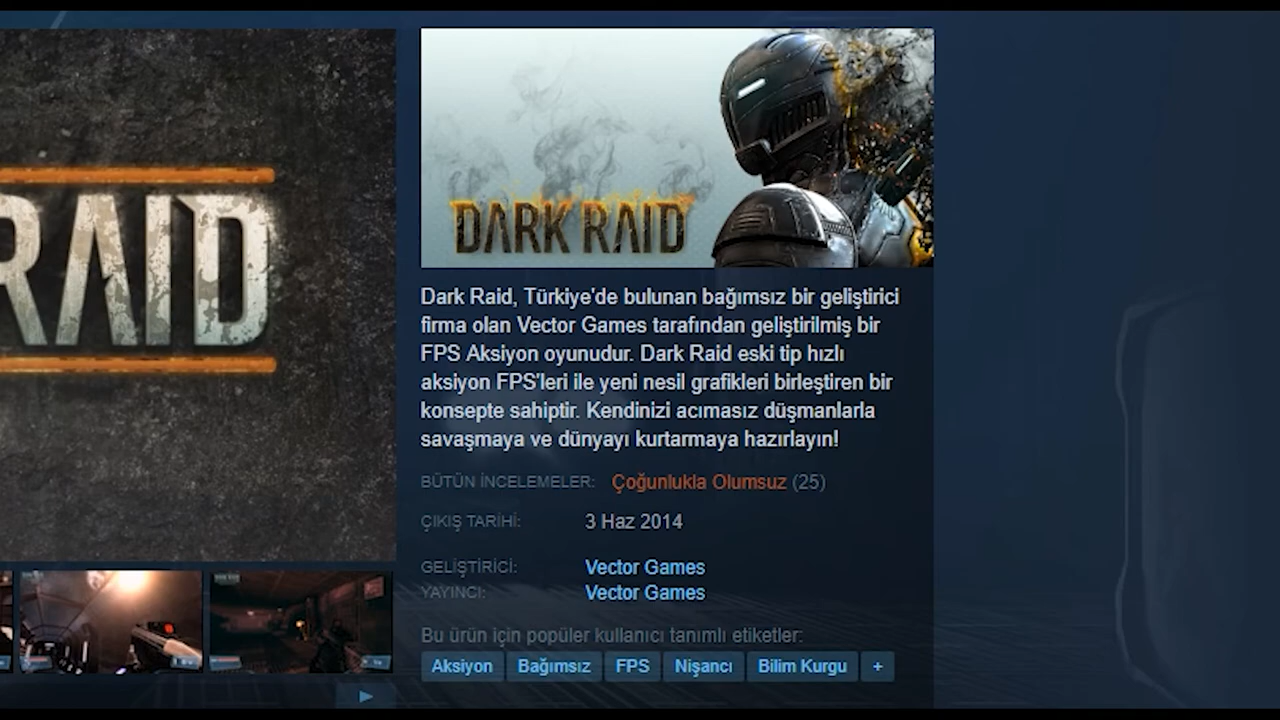 RAID
DARK RAID
Dark Raid, Türkiye'de bulunan bağımsız bir geliştirici
firma olan Vector Games tarafından geliştirilmiş bir
FPS Aksiyon oyunudur. Dark Raid eski tip hızlı
aksiyon FPS'leri ile yeni nesil grafikleri birleştiren bir
konsepte sahiptir. Kendinizi acımasız düşmanlarla
savaşmaya ve dünyayı kurtarmaya hazırlayın!
BÜTÜN İNCELEMELER: Çoğunlukla Olumsuz (25)
ÇIKIŞ TARİHİ: 3 Haz 2014
GELİŞTİRİCİ: Vector Games
YAYINCI: Vector Games
Bu ürün için popüler kullanıcı tanımlı etiketler:
Aksiyon Bağımsız FPS Nişancı Bilim Kurgu +